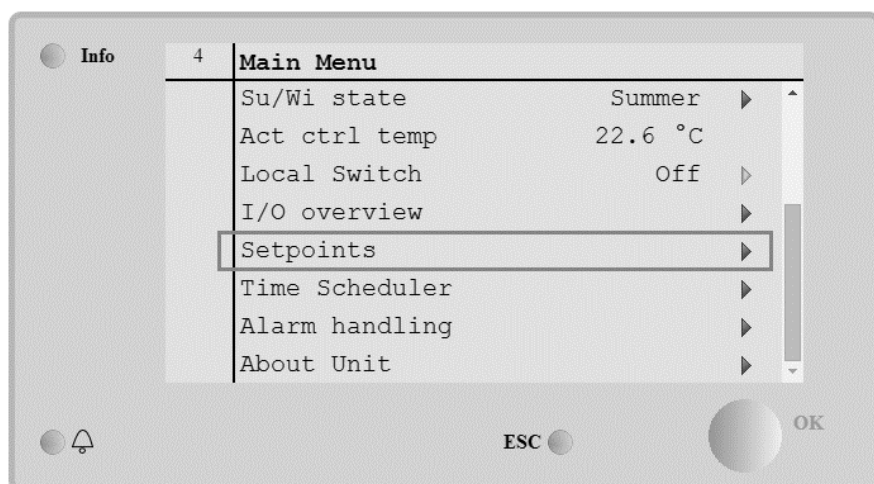 Info
4 Main Menu
Su/Wi state Summer
Act ctrl temp 22.6 °C
Local Switch Off
I/O overview
Setpoints
Time Scheduler
Alarm handling
About Unit
ESC OK